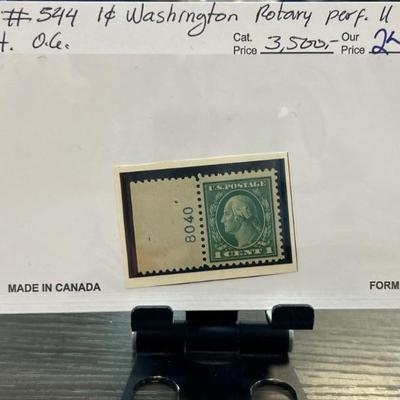 #544 1¢ Washington Rotary perf. 11
O.G. Cat. Price 3,500,- Our Price
8040
U.S. POSTAGE
1 CENT 1
MADE IN CANADA FORM